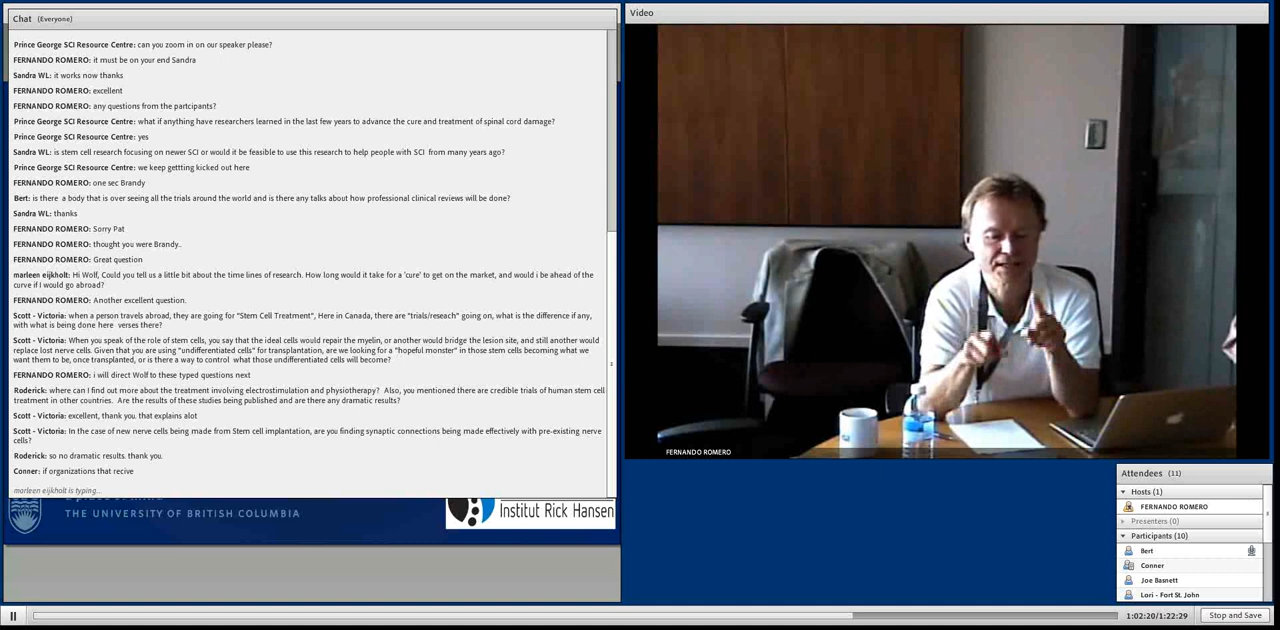 Chat (Everyone)
Prince George SCI Resource Centre: can you zoom in on our speaker please?
FERNANDO ROMERO: it must be on your end Sandra
Sandra WL: it works now thanks
FERNANDO ROMERO: excellent
FERNANDO ROMERO: any questions from the partcipants?
Prince George SCI Resource Centre: what if anything have researchers learned in the last few years to advance the cure and treatment of spinal cord damage?
Prince George SCI Resource Centre: yes
Sandra WL: is stem cell research focusing on newer SCI or would it be feasible to use this research to help people with SCI from many years ago?
Prince George SCI Resource Centre: we keep gettting kicked out here
FERNANDO ROMERO: one sec Brandy
Bert: is there a body that is over seeing all the trials around the world and is there any talks about how professional clinical reviews will be done?
Sandra WL: thanks
FERNANDO ROMERO: Sorry Pat
FERNANDO ROMERO: thought you were Brandy..
FERNANDO ROMERO: Great question
marleen eijkholt: Hi Wolf, Could you tell us a little bit about the time lines of research. How long would it take for a 'cure' to get on the market, and would i be ahead of the
curve if I would go abroad?
FERNANDO ROMERO: Another excellent question.
Scott - Victoria: when a person travels abroad, they are going for "Stem Cell Treatment", Here in Canada, there are "trials/reseach" going on, what is the difference if any,
with what is being done here verses there?
Scott - Victoria: When you speak of the role of stem cells, you say that the ideal cells would repair the myelin, or another would bridge the lesion site, and still another would
replace lost nerve cells. Given that you are using "undifferentiated cells" for transplantation, are we looking for a "hopeful monster" in those stem cells becoming what we
want them to be, once transplanted, or is there a way to control what those undifferentiated cells will become?
FERNANDO ROMERO: i will direct Wolf to these typed questions next
Roderick: where can I find out more about the treatment involving electrostimulation and physiotherapy? Also, you mentioned there are credible trials of human stem cell
treatment in other countries. Are the results of these studies being published and are there any dramatic results?
Scott - Victoria: excellent, thank you. that explains alot
Scott - Victoria: In the case of new nerve cells being made from Stem cell implantation, are you finding synaptic connections being made effectively with pre-existing nerve
cells?
Roderick: so no dramatic results. thank you.
Conner: if organizations that recive
marleen eijkholt is typing...
THE UNIVERSITY OF BRITISH COLUMBIA
Institut Rick Hansen
Video
FERNANDO ROMERO
Attendees (11)
Hosts (1)
FERNANDO ROMERO
Presenters (0)
Participants (10)
Bert
Conner
Joe Basnett
Lori - Fort St. John
1:02:20/1:22:29
Stop and Save